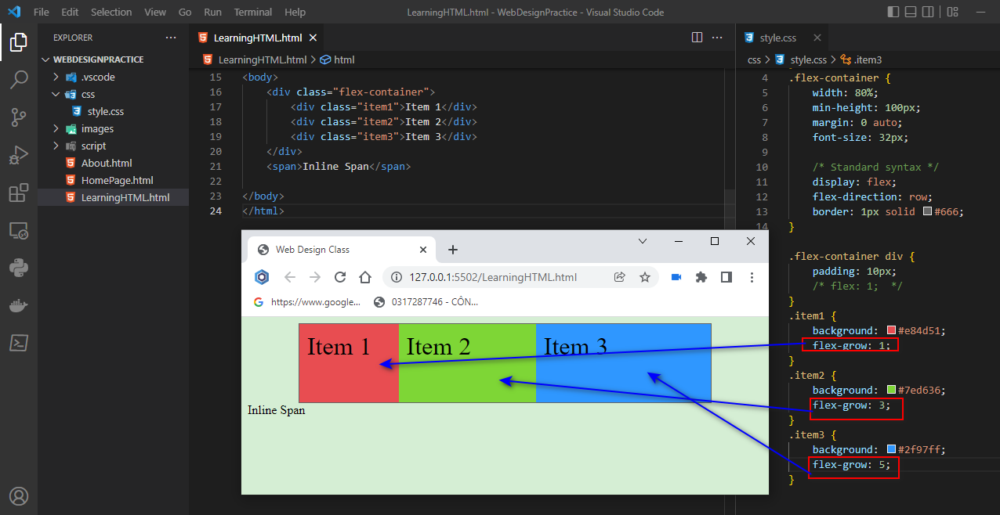 File Edit Selection View Go Run Terminal Help
LearningHTML.html - WebDesignPractice - Visual Studio Code
EXPLORER
WEBDESIGNPRACTICE
.vscode
css
style.css
images
script
About.html
HomePage.html
LearningHTML.html
LearningHTML.html
LearningHTML.html > html
15 <body>
16 <div class="flex-container">
17 <div class="item1">Item 1</div>
18 <div class="item2">Item 2</div>
19 <div class="item3">Item 3</div>
20 </div>
21 <span>Inline Span</span>
22
23 </body>
24 </html>
style.css
css > style.css > .item3
4 .flex-container {
5 width: 80%;
6 min-height: 100px;
7 margin: 0 auto;
8 font-size: 32px;
9
10 /* Standard syntax */
11 display: flex;
12 flex-direction: row;
13 border: 1px solid #666;
14 }
.flex-container div {
padding: 10px;
/* flex: 1;  */
}
.item1 {
background: #e84d51;
flex-grow: 1;
}
.item2 {
background: #7ed636;
flex-grow: 3;
}
.item3 {
background: #2f97ff;
flex-grow: 5;
}
Web Design Class
127.0.0.1:5502/LearningHTML.html
https://www.google...
0317287746 - CÔN...
Item 1 Item 2 Item 3
Inline Span